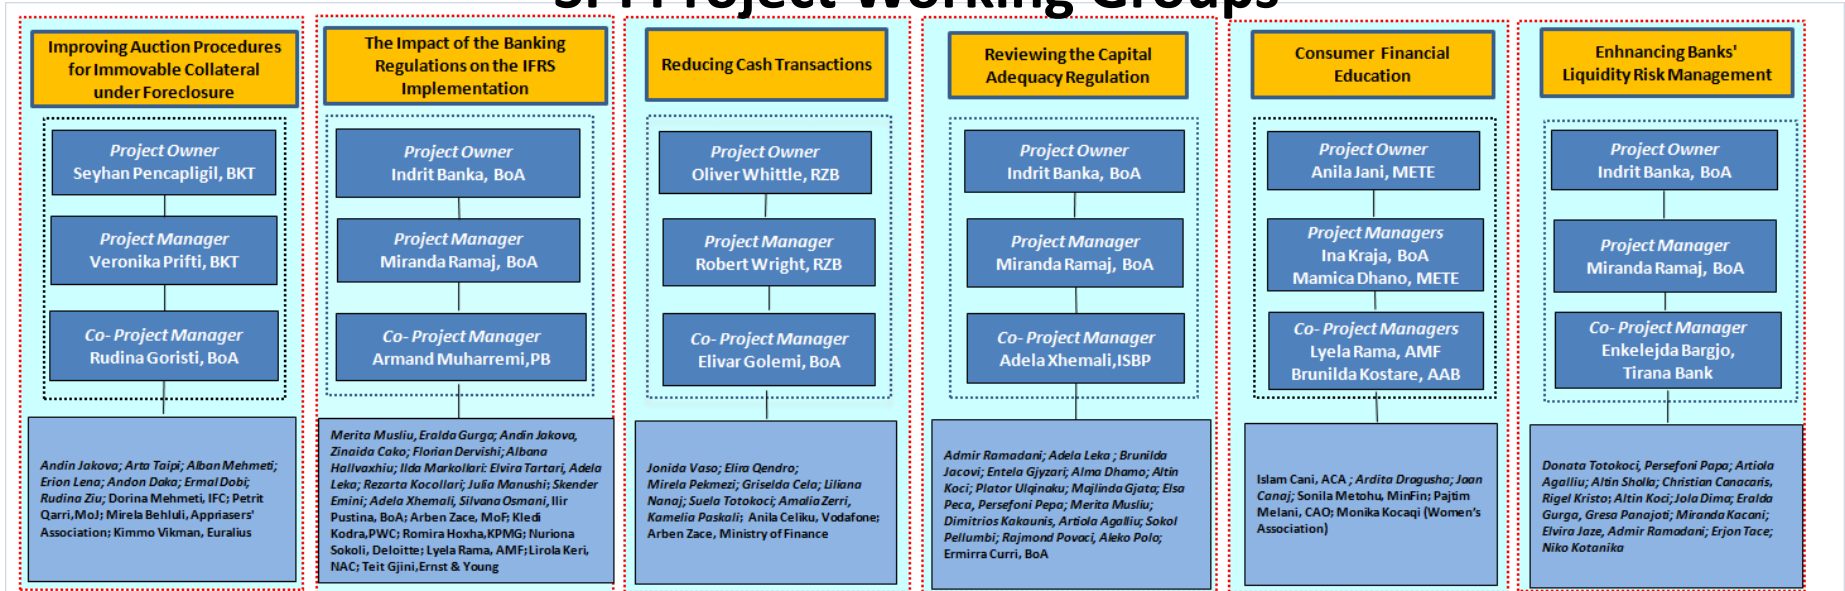 SPI Project Working Groups
Improving Auction Procedures
for Immovable Collateral
under Foreclosure
Project Owner
Seyhan Pencapligil, BKT
Project Manager
Veronika Prifti, BKT
Co- Project Manager
Rudina Goristi, BoA
Andin Jakova; Arta Taipi; Alban Mehmeti;
Erion Lena; Andon Daka; Ermal Dobi;
Rudina Ziu; Dorina Mehmeti, IFC; Petrit
Qarri,MoJ; Mirela Behluli, Appriasers'
Association; Kimmo Vikman, Euralius
The Impact of the Banking
Regulations on the IFRS
Implementation
Project Owner
Indrit Banka, BoA
Project Manager
Miranda Ramaj, BoA
Co- Project Manager
Armand Muharremi,PB
Merita Musliu, Eralda Gurga; Andin Jakova,
Zinaida Cako; Florian Dervishi; Albana
Hallvaxhiu; Ilda Markollari: Elvira Tartari, Adela
Leka; Rezarta Kocollari; Julia Manushi; Skender
Emini; Adela Xhemali, Silvana Osmani, Ilir
Pustina, BoA; Arben Zace, MoF; Kledi
Kodra,PWC; Romira Hoxha,KPMG; Nuriona
Sokoli, Deloitte; Lyela Rama, AMF; Lirola Keri,
NAC; Teit Gjini,Ernst & Young
Reducing Cash Transactions
Project Owner
Oliver Whittle, RZB
Project Manager
Robert Wright, RZB
Co- Project Manager
Elivar Golemi, BoA
Jonida Vaso; Elira Qendro;
Mirela Pekmezi; Griselda Cela; Liliana
Nanaj; Suela Totokoci; Amalia Zerri,
Kamelia Paskali; Anila Celiku, Vodafone;
Arben Zace, Ministry of Finance
Reviewing the Capital
Adequacy Regulation
Project Owner
Indrit Banka, BoA
Project Manager
Miranda Ramaj, BoA
Co- Project Manager
Adela Xhemali,ISBP
Admir Ramadani; Adela Leka ; Brunilda
Jacovi; Entela Gjyzari; Alma Dhamo; Altin
Koci; Plator Ulqinaku; Majlinda Gjata; Elsa
Peca, Persefoni Pepa; Merita Musliu;
Dimitrios Kakaunis, Artiola Agalliu; Sokol
Pellumbi; Rajmond Povaci, Aleko Polo;
Ermirra Curri, BoA
Consumer Financial
Education
Project Owner
Anila Jani, METE
Project Managers
Ina Kraja, BoA
Mamica Dhano, METE
Co- Project Managers
Lyela Rama, AMF
Brunilda Kostare, AAB
Islam Cani, ACA ; Ardita Dragusha; Joan
Canaj; Sonila Metohu, MinFin; Pajtim
Melani, CAO; Monika Kocaqi (Women's
Association)
Enhnancing Banks'
Liquidity Risk Management
Project Owner
Indrit Banka, BoA
Project Manager
Miranda Ramaj, BoA
Co- Project Manager
Enkelejda Bargjo,
Tirana Bank
Donata Totokoci, Persefoni Papa; Artiola
Agalliu; Altin Sholla; Christian Canacaris,
Rigel Kristo; Altin Koci; Jola Dima; Eralda
Gurga, Gresa Panajoti; Miranda Kacani;
Elvira Jaze, Admir Ramadani; Erjon Tace;
Niko Kotonika